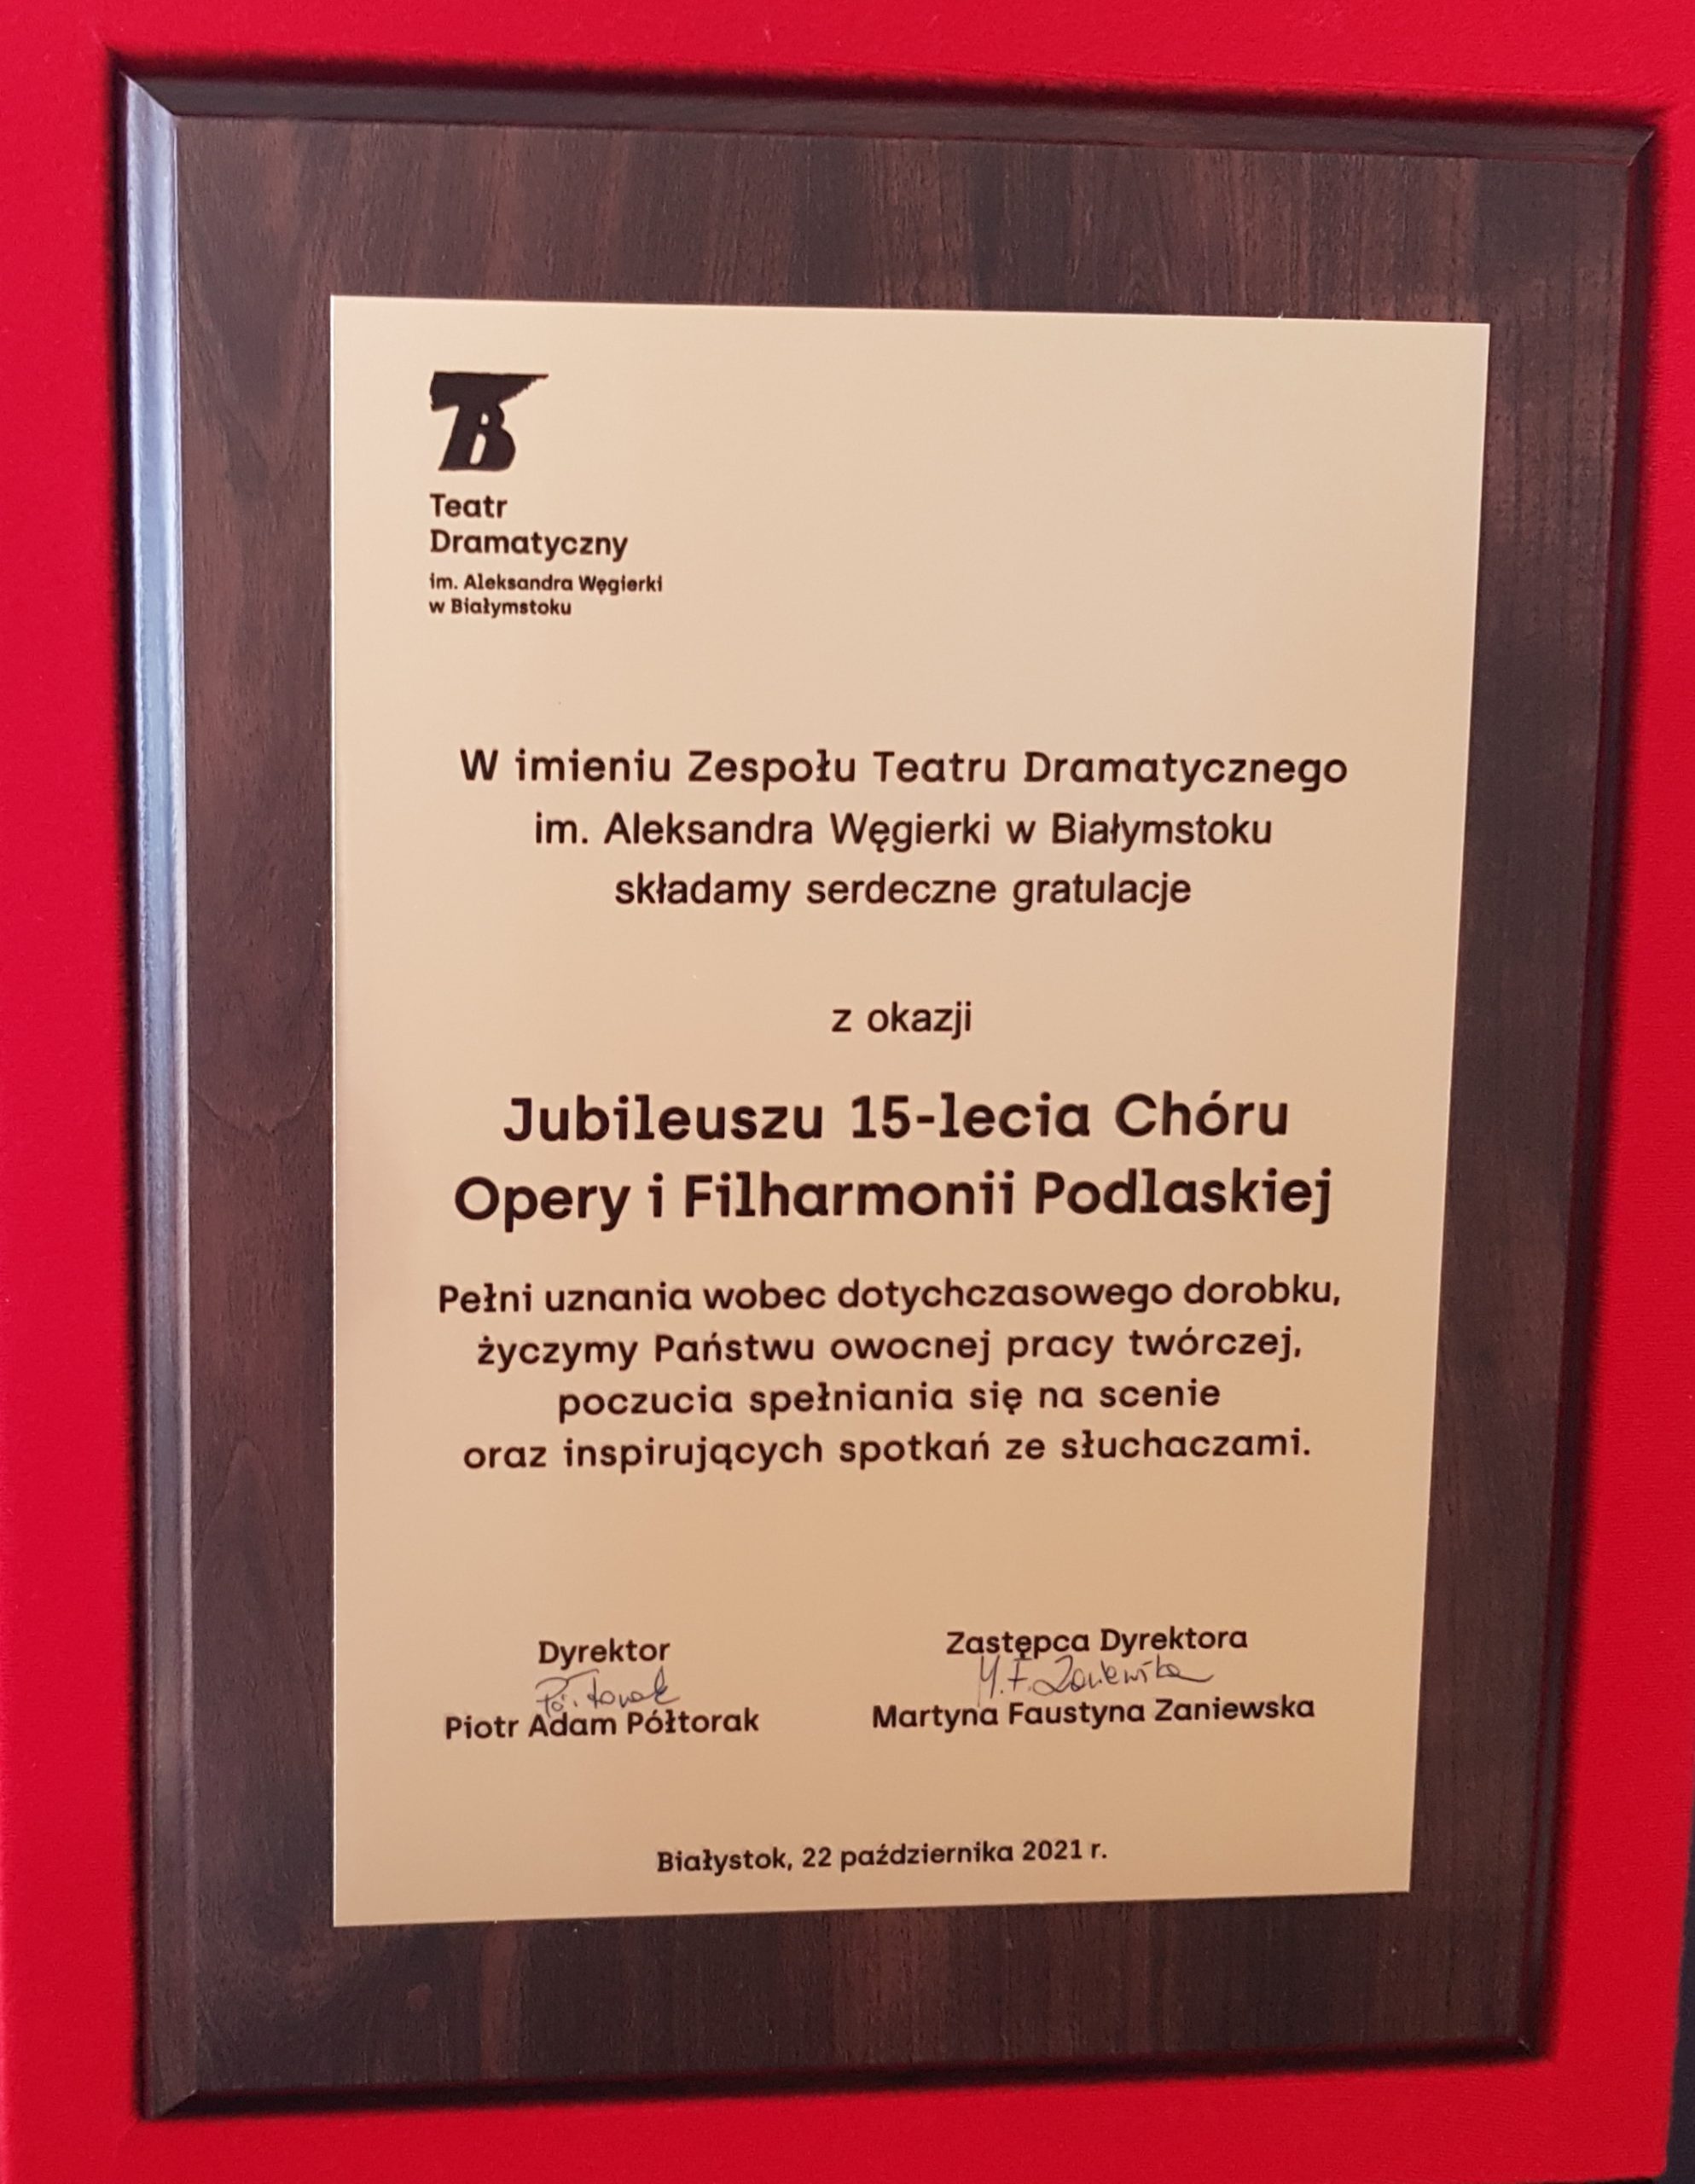 TB
Teatr
Dramatyczny
im. Aleksandra Węgierki
w Białymstoku
W imieniu Zespołu Teatru Dramatycznego
im. Aleksandra Węgierki w Białymstoku
składamy serdeczne gratulacje
z okazji
Jubileuszu 15-lecia Chóru
Opery i Filharmonii Podlaskiej
Pełni uznania wobec dotychczasowego dorobku,
życzymy Państwu owocnej pracy twórczej,
poczucia spełniania się na scenie
oraz inspirujących spotkań ze słuchaczami.
Dyrektor
Piotr Adam Półtorak
Zastępca Dyrektora
M. F. Zaniewska
Martyna Faustyna Zaniewska
Białystok, 22 października 2021 r.